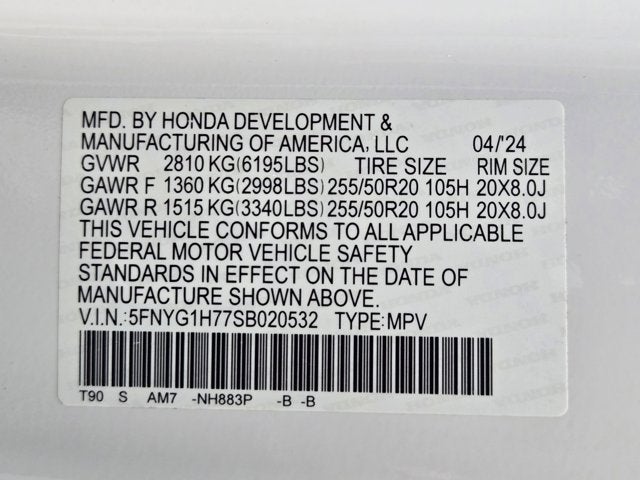 MFD. BY HONDA DEVELOPMENT &
MANUFACTURING OF AMERICA, LLC 04/'24
GVWR 2810 KG(6195LBS) TIRE SIZE RIM SIZE
GAWR F 1360 KG(2998LBS) 255/50R20 105H 20X8.0J
GAWR R 1515 KG(3340LBS) 255/50R20 105H 20X8.0J
THIS VEHICLE CONFORMS TO ALL APPLICABLE
FEDERAL MOTOR VEHICLE SAFETY
STANDARDS IN EFFECT ON THE DATE OF
MANUFACTURE SHOWN ABOVE.
V.I.N.:5FNYG1H77SB020532 TYPE:MPV
T90 S AM7 -NH883P -B -B